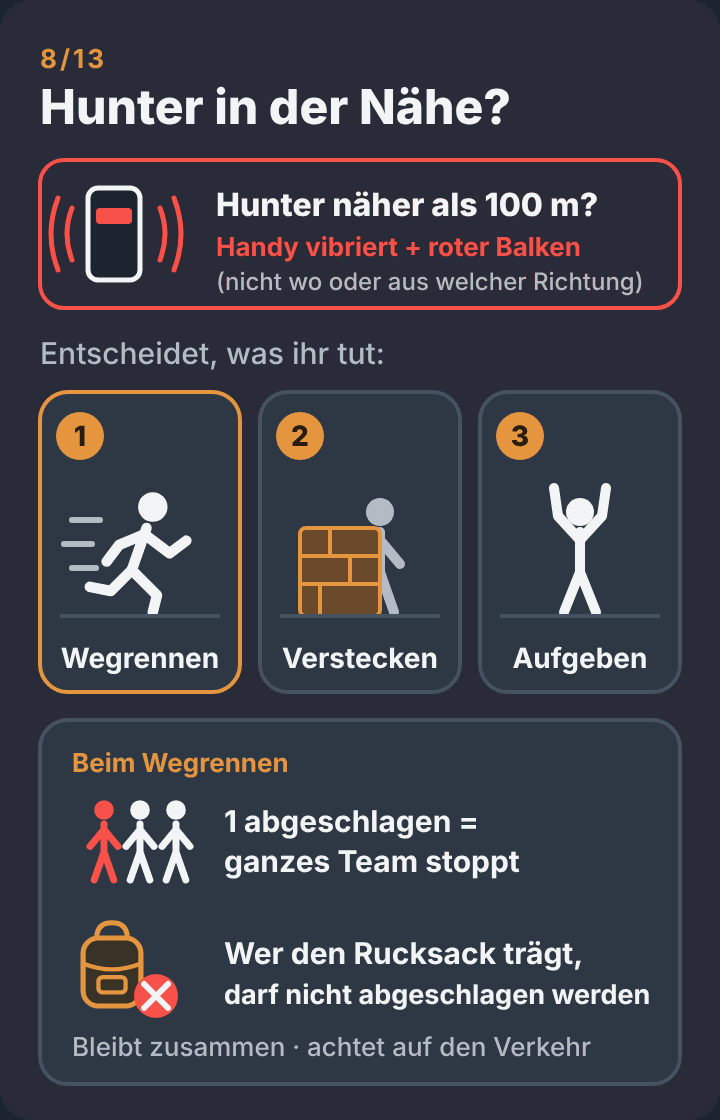 8/13
Hunter in der Nähe?
Hunter näher als 100 m?
Handy vibriert + roter Balken
(nicht wo oder aus welcher Richtung)
Entscheidet, was ihr tut:
1
2
3
Wegrennen
Verstecken
Aufgeben
Beim Wegrennen
1 abgeschlagen =
ganzes Team stoppt
Wer den Rucksack trägt,
darf nicht abgeschlagen werden
Bleibt zusammen · achtet auf den Verkehr